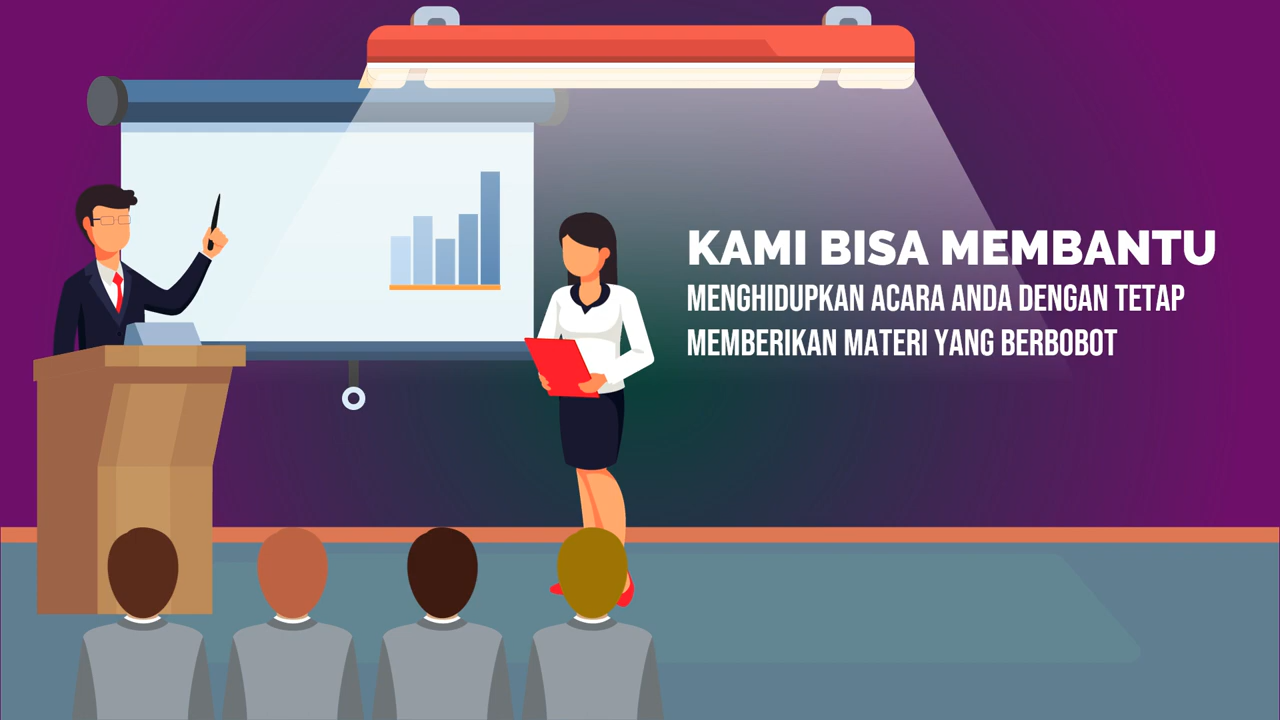 KAMI BISA MEMBANTU
MENGHIDUPKAN ACARA ANDA DENGAN TETAP
MEMBERIKAN MATERI YANG BERBOBOT